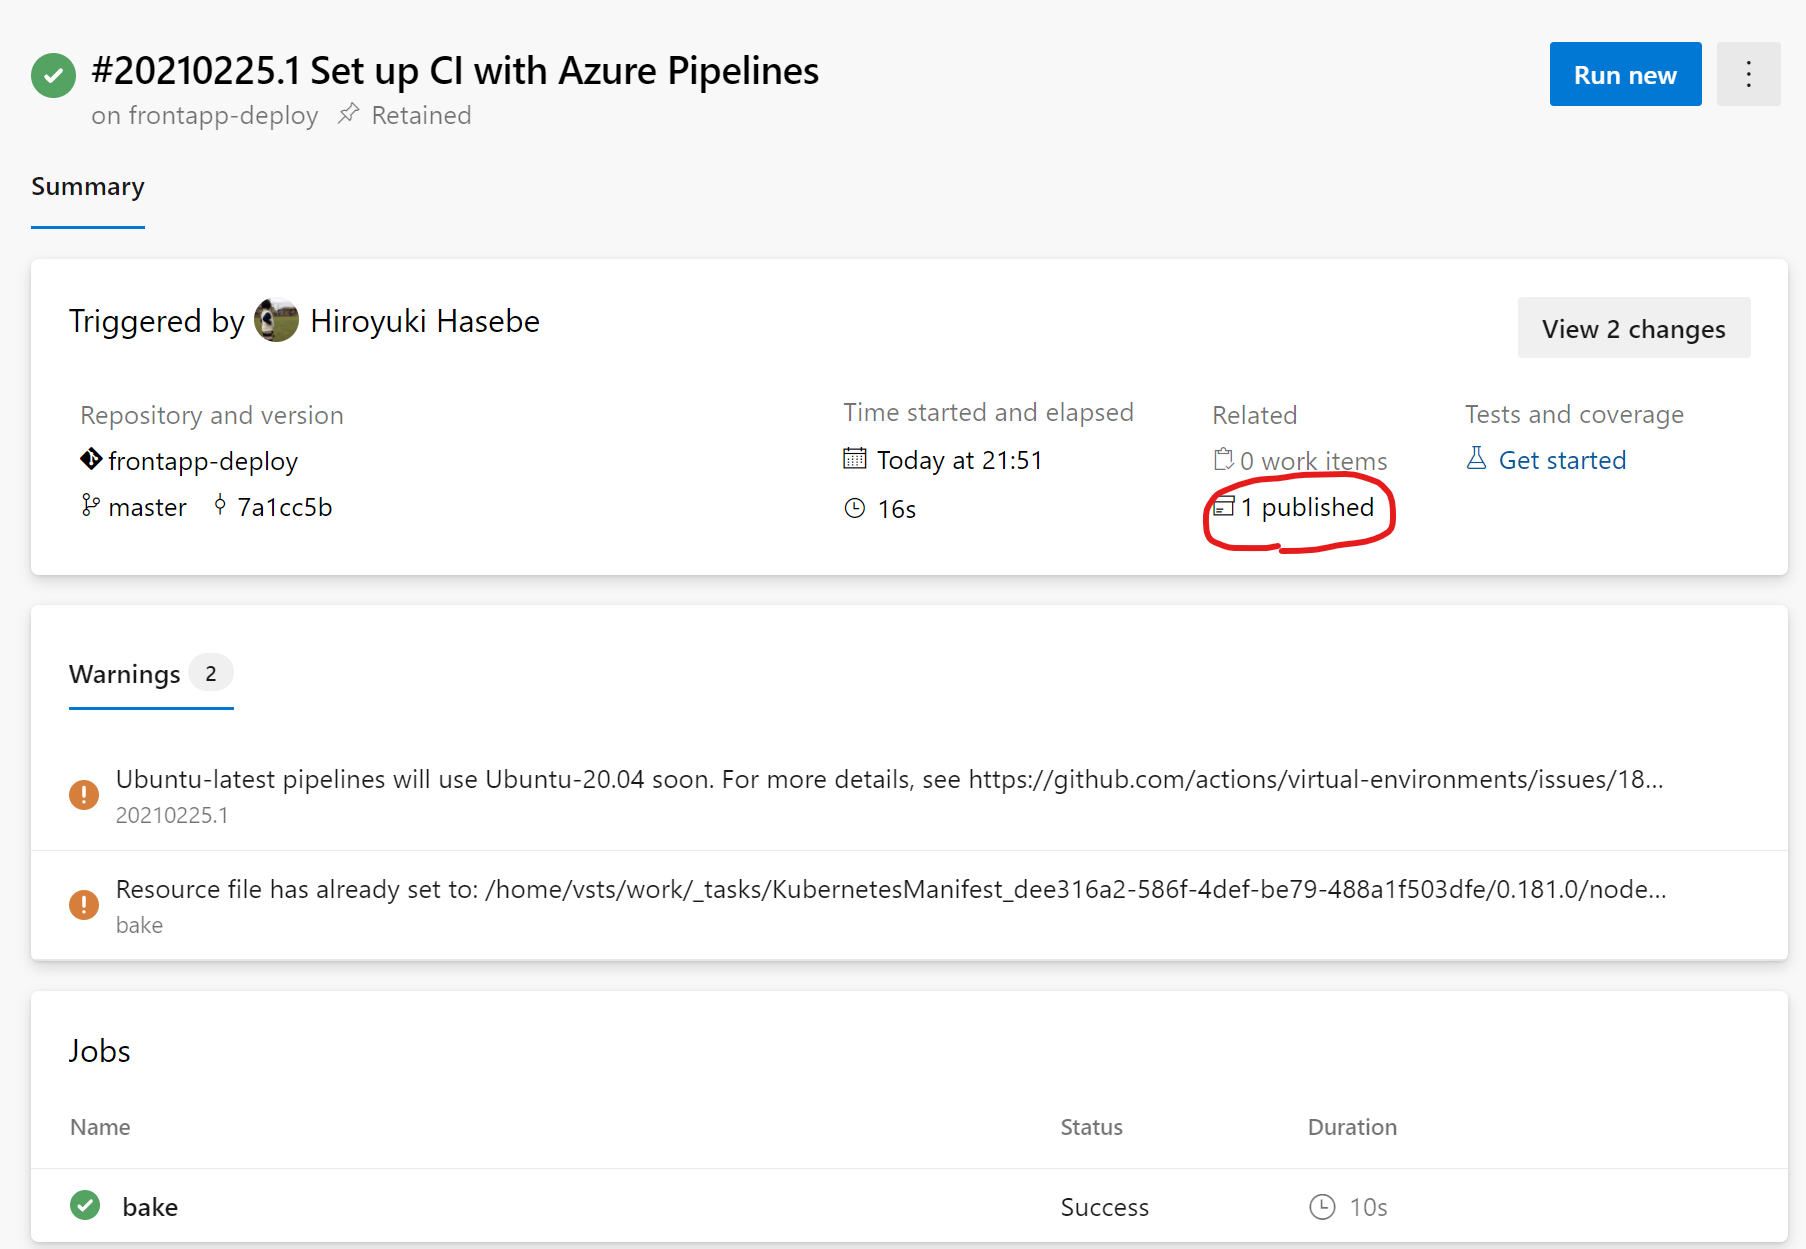 #20210225.1 Set up CI with Azure Pipelines
on frontapp-deploy Retained
Run new
Summary
Triggered by Hiroyuki Hasebe
View 2 changes
Repository and version
frontapp-deploy
master 7a1cc5b
Time started and elapsed
Today at 21:51
16s
Related
0 work items
1 published
Tests and coverage
Get started
Warnings 2
Ubuntu-latest pipelines will use Ubuntu-20.04 soon. For more details, see https://github.com/actions/virtual-environments/issues/18...
20210225.1
Resource file has already set to: /home/vsts/work/_tasks/KubernetesManifest_dee316a2-586f-4def-be79-488a1f503dfe/0.181.0/node...
bake
Jobs
Name Status Duration
bake Success 10s